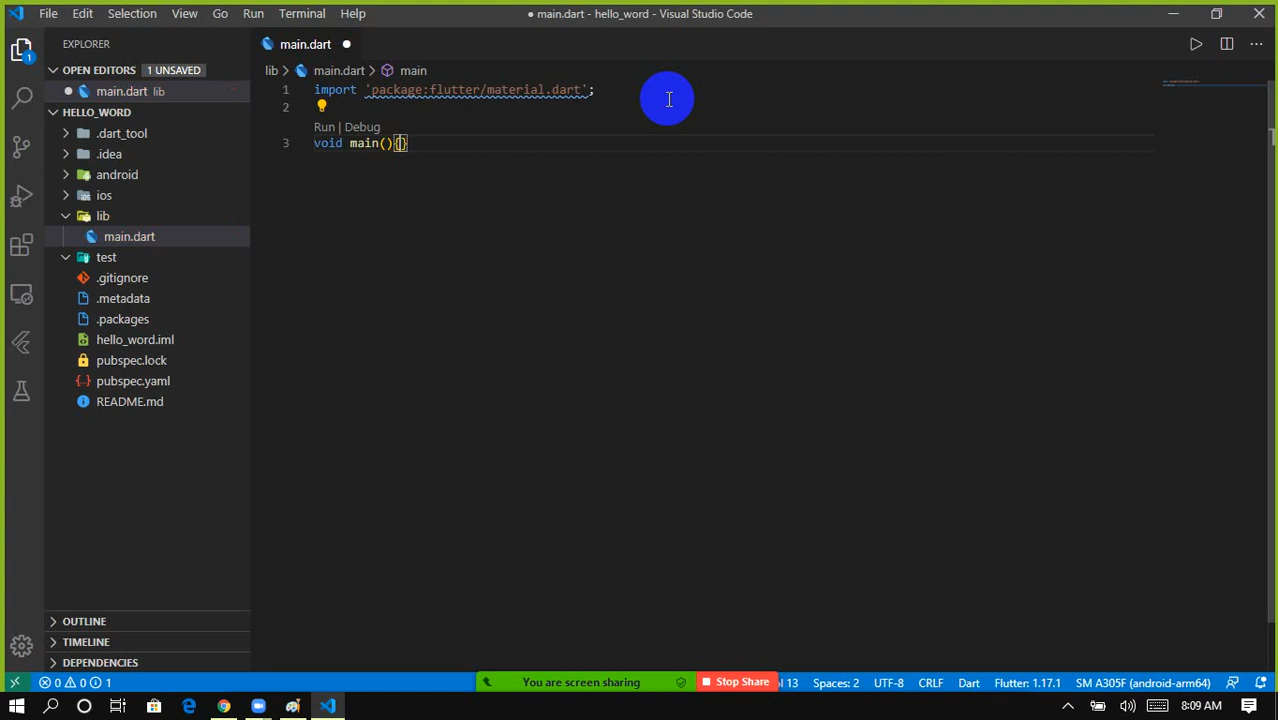 File Edit Selection View Go Run Terminal Help
● main.dart - hello_word - Visual Studio Code
EXPLORER
main.dart
OPEN EDITORS 1 UNSAVED
main.dart lib
HELLO_WORD
.dart_tool
.idea
android
ios
lib
main.dart
test
.gitignore
.metadata
.packages
hello_word.iml
pubspec.lock
pubspec.yaml
README.md
OUTLINE
TIMELINE
DEPENDENCIES
1
lib > main.dart > main
1 import 'package:flutter/material.dart';
2
Run | Debug
3 void main(){}
0 0 1
You are screen sharing
Stop Share
ol 13 Spaces: 2 UTF-8 CRLF Dart Flutter: 1.17.1 SM A305F (android-arm64)
8:09 AM